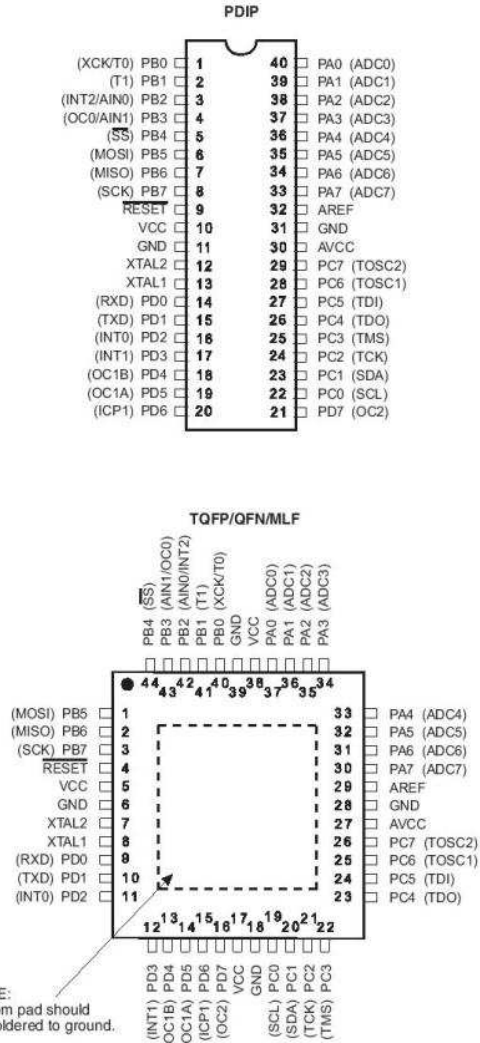 PDIP
(XCK/T0) PB0 1 40 PA0 (ADC0)
(T1) PB1 2 39 PA1 (ADC1)
(INT2/AIN0) PB2 3 38 PA2 (ADC2)
(OC0/AIN1) PB3 4 37 PA3 (ADC3)
(SS) PB4 5 36 PA4 (ADC4)
(MOSI) PB5 6 35 PA5 (ADC5)
(MISO) PB6 7 34 PA6 (ADC6)
(SCK) PB7 8 33 PA7 (ADC7)
RESET 9 32 AREF
VCC 10 31 GND
GND 11 30 AVCC
XTAL2 12 29 PC7 (TOSC2)
XTAL1 13 28 PC6 (TOSC1)
(RXD) PD0 14 27 PC5 (TDI)
(TXD) PD1 15 26 PC4 (TDO)
(INT0) PD2 16 25 PC3 (TMS)
(INT1) PD3 17 24 PC2 (TCK)
(OC1B) PD4 18 23 PC1 (SDA)
(OC1A) PD5 19 22 PC0 (SCL)
(ICP1) PD6 20 21 PD7 (OC2)
TQFP/QFN/MLF
PB4 (SS)
PB3 (AIN1/OC0)
PB2 (AIN0/INT2)
PB1 (T1)
PB0 (XCK/T0)
GND
VCC
PA0 (ADC0)
PA1 (ADC1)
PA2 (ADC2)
PA3 (ADC3)
44 43 42 41 40 39 38 37 36 35 34
(MOSI) PB5 1 33 PA4 (ADC4)
(MISO) PB6 2 32 PA5 (ADC5)
(SCK) PB7 3 31 PA6 (ADC6)
RESET 4 30 PA7 (ADC7)
VCC 5 29 AREF
GND 6 28 GND
XTAL2 7 27 AVCC
XTAL1 8 26 PC7 (TOSC2)
(RXD) PD0 9 25 PC6 (TOSC1)
(TXD) PD1 10 24 PC5 (TDI)
(INT0) PD2 11 23 PC4 (TDO)
12 13 14 15 16 17 18 19 20 21 22
(INT1) PD3
OC1B) PD4
OC1A) PD5
(ICP1) PD6
(OC2) PD7
VCC
GND
(SCL) PC0
(SDA) PC1
(TCK) PC2
(TMS) PC3
E:
m pad should
oldered to ground.